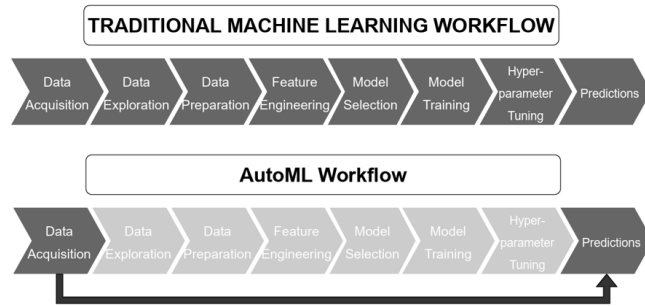 TRADITIONAL MACHINE LEARNING WORKFLOW
Data
Acquisition
Data
Exploration
Data
Preparation
Feature
Engineering
Model
Selection
Model
Training
Hyper-
parameter
Tuning
Predictions
AutoML Workflow
Data
Acquisition
Data
Exploration
Data
Preparation
Feature
Engineering
Model
Selection
Model
Training
Hyper-
parameter
Tuning
Predictions